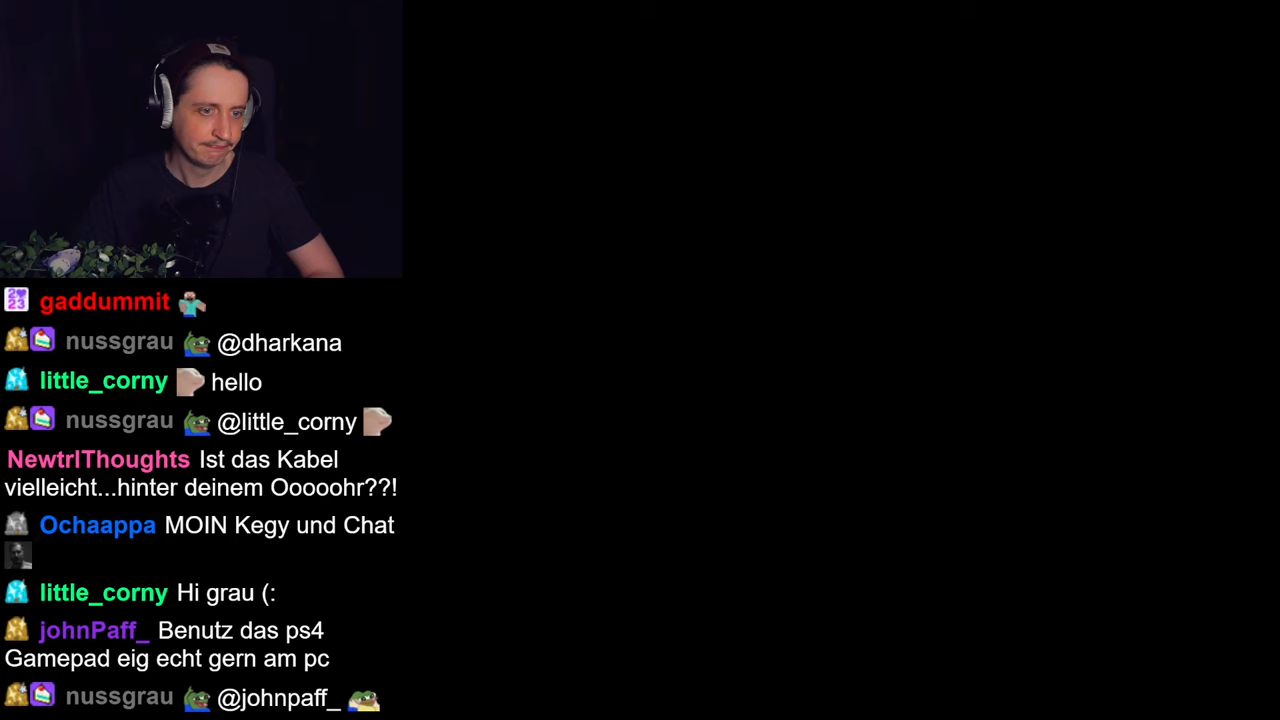 gaddummit
nussgrau @dharkana
little_corny hello
nussgrau @little_corny
NewtrlThoughts Ist das Kabel
vielleicht...hinter deinem Ooooohr??!
Ochaappa MOIN Kegy und Chat
little_corny Hi grau (:
johnPaff_ Benutz das ps4
Gamepad eig echt gern am pc
nussgrau @johnpaff_